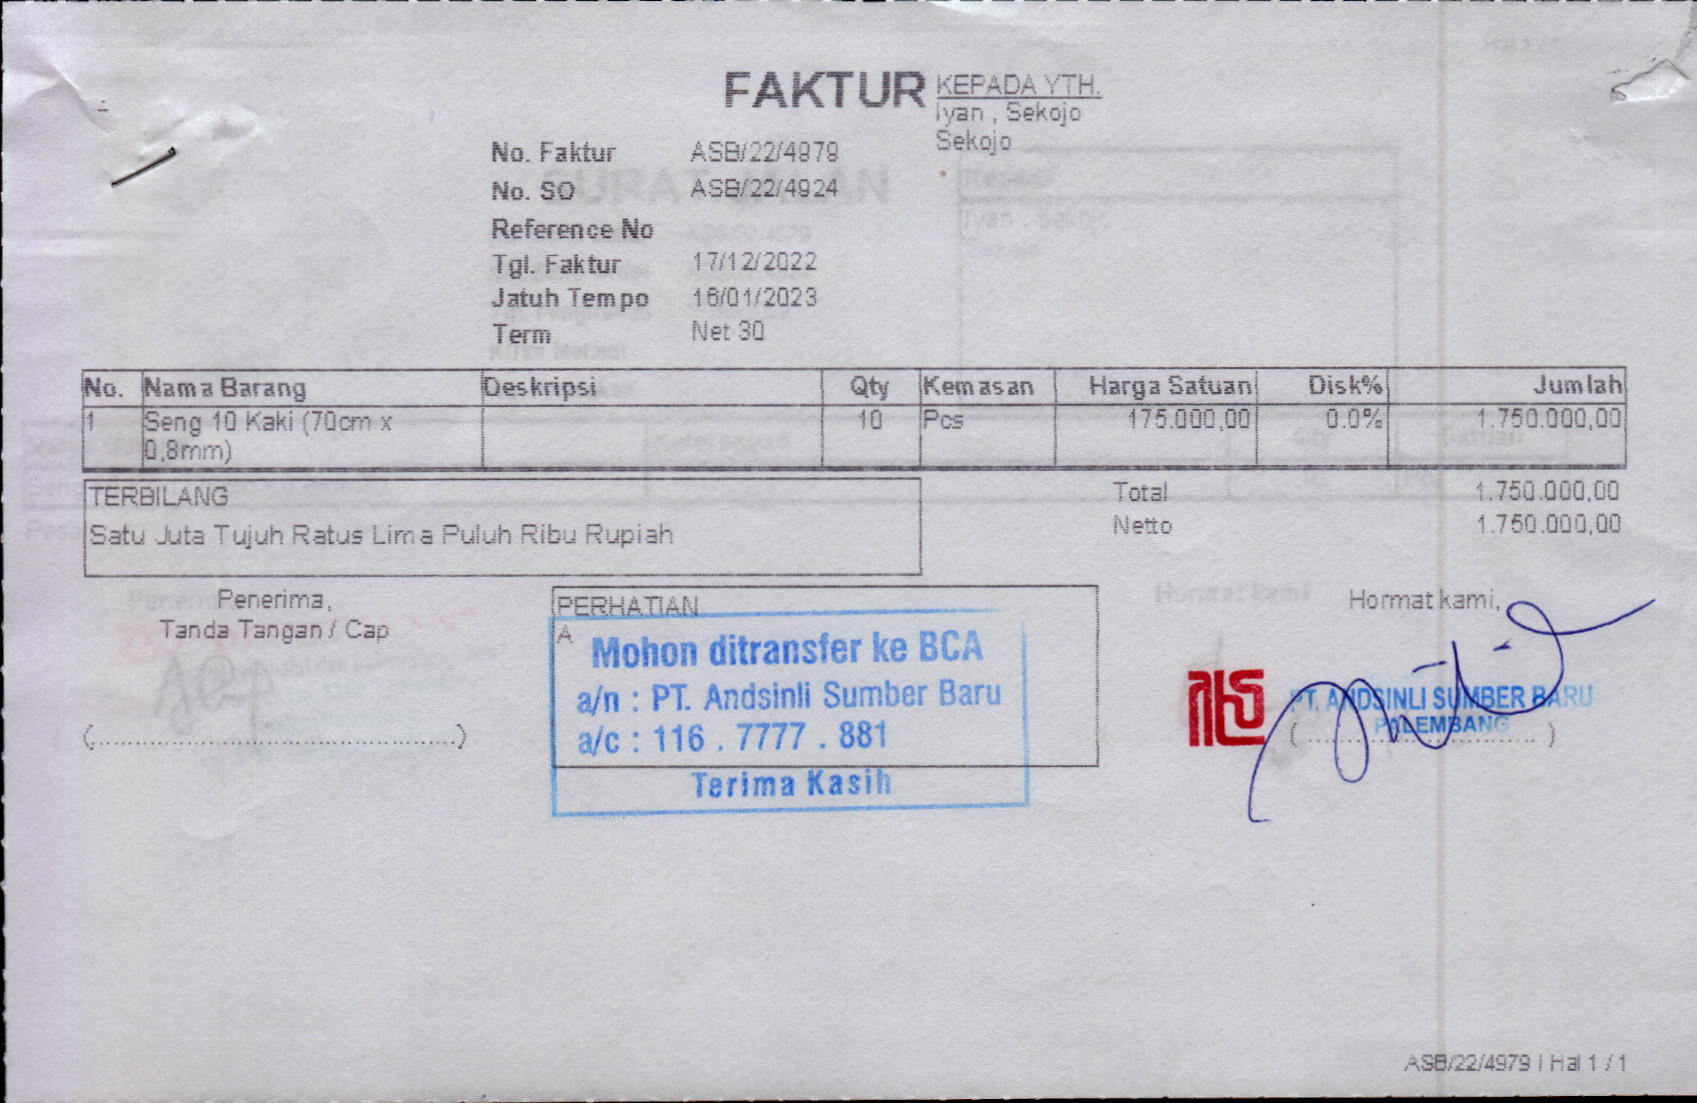 FAKTUR
KEPADA YTH.
Iyan , Sekojo
Sekojo
No. Faktur ASB/22/4979
No. SO ASB/22/4924
Reference No
Tgl. Faktur 17/12/2022
Jatuh Tempo 16/01/2023
Term Net 30
No. Nama Barang Deskripsi Qty Kemasan Harga Satuan Disk% Jumlah
1 Seng 10 Kaki (70cm x 10 Pcs 175.000,00 0.0% 1.750.000,00
0,8mm)
TERBILANG
Satu Juta Tujuh Ratus Lima Puluh Ribu Rupiah
Total 1.750.000,00
Netto 1.750.000,00
Penerima,
Tanda Tangan / Cap
(..............................................)
PERHATIAN
A
Mohon ditransfer ke BCA
a/n : PT. Andsinli Sumber Baru
a/c : 116 . 7777 . 881
Terima Kasih
Hormat kami,
PT. ANDSINLI SUMBER BARU
PALEMBANG
(................................)
ASB/22/4979 | Hal 1 / 1